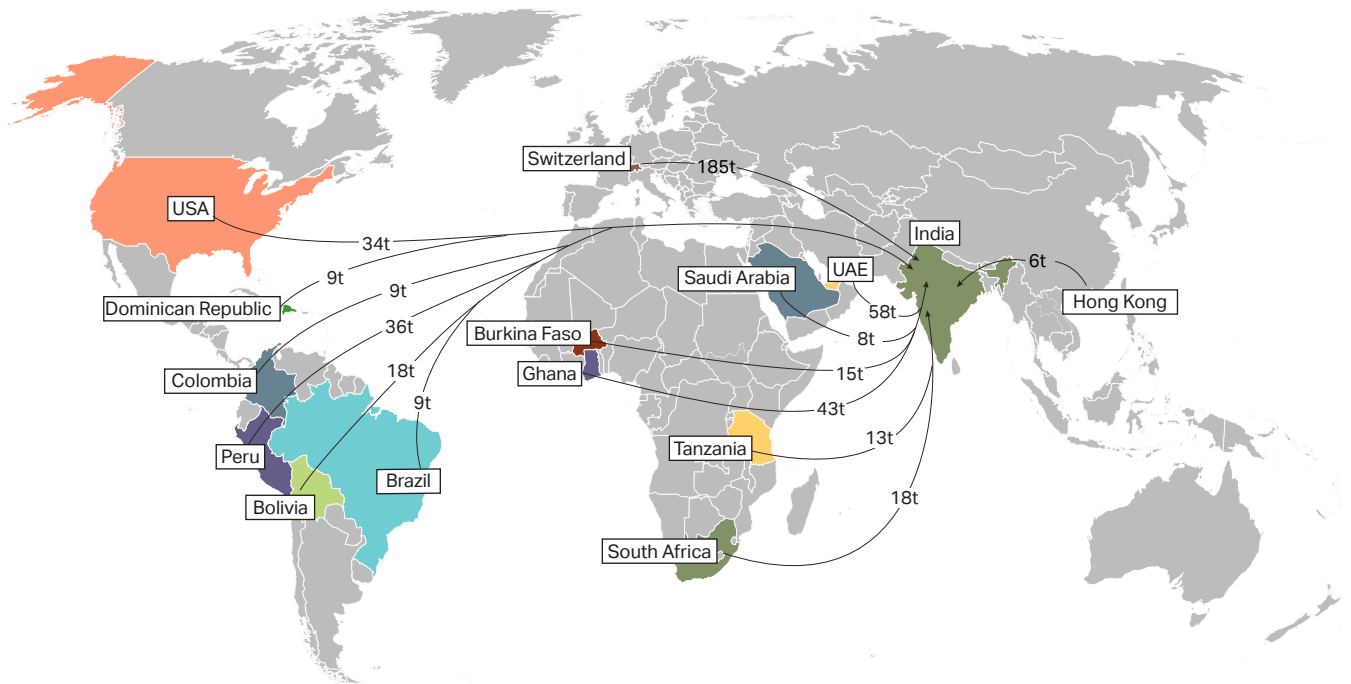 Switzerland
185t
USA
India
34t
6t
UAE
Saudi Arabia
9t
9t
Hong Kong
Dominican Republic
58t
36t
Burkina Faso
8t
18t
15t
Ghana
Colombia
9t
43t
13t
Tanzania
Peru
Brazil
18t
Bolivia
South Africa